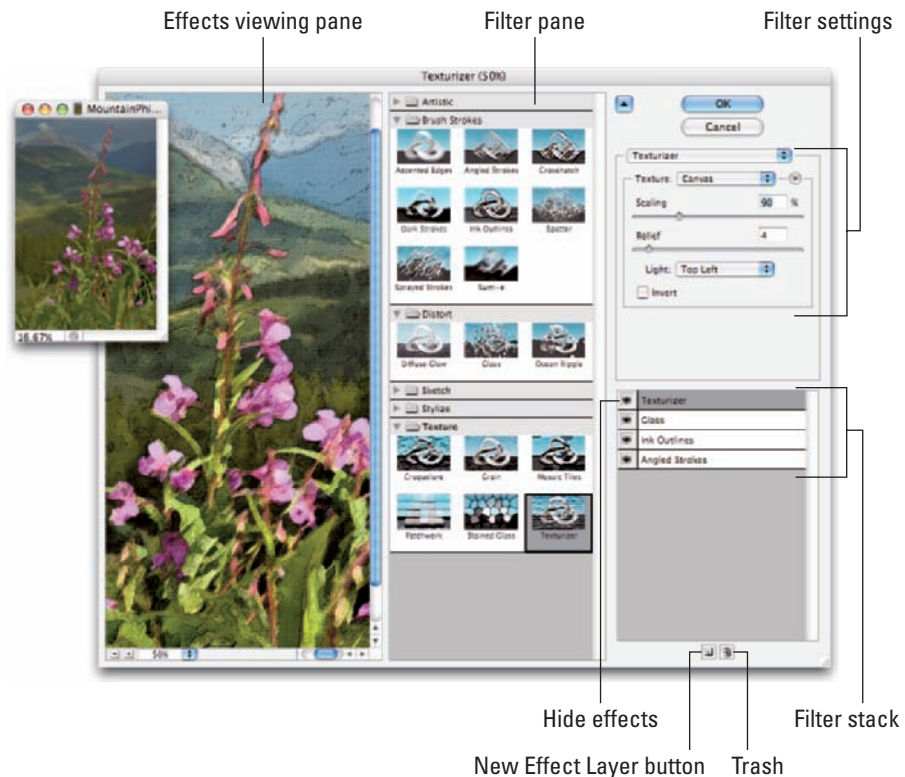 Effects viewing pane
Filter pane
Filter settings
Texturizer (50%)
MountainPhi...
16.67%
50%
Artistic
Brush Strokes
Accented Edges
Angled Strokes
Crosshatch
Dark Strokes
Ink Outlines
Spatter
Sprayed Strokes
Sumi-e
Distort
Diffuse Glow
Glass
Ocean Ripple
Sketch
Stylize
Texture
Craquelure
Grain
Mosaic Tiles
Patchwork
Stained Glass
Texturizer
OK
Cancel
Texturizer
Texture: Canvas
Scaling 90 %
Relief 4
Light: Top Left
Invert
Texturizer
Glass
Ink Outlines
Angled Strokes
Hide effects
Filter stack
New Effect Layer button
Trash